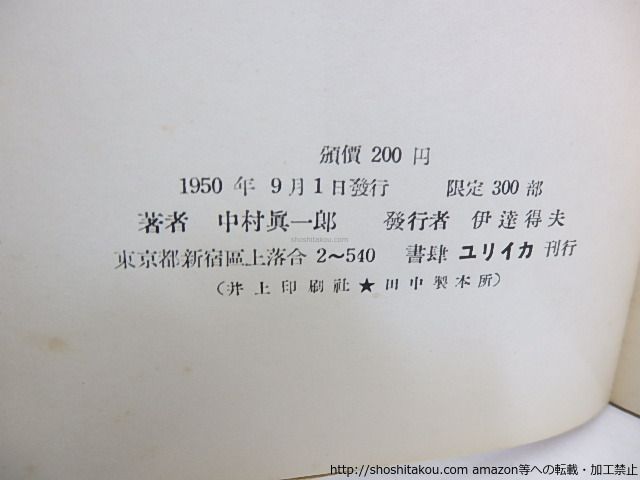 頒價 200 円
1950 年 9月1日發行 限定 300 部
著者 中村眞一郎 發行者 伊達得夫
shoshitakou.com
東京都新宿區上落合 2〜540 書肆 ユリイカ 刊行
(井上印刷社 ★ 田中製本所)
http://shoshitakou.com amazon等への転載・加工禁止